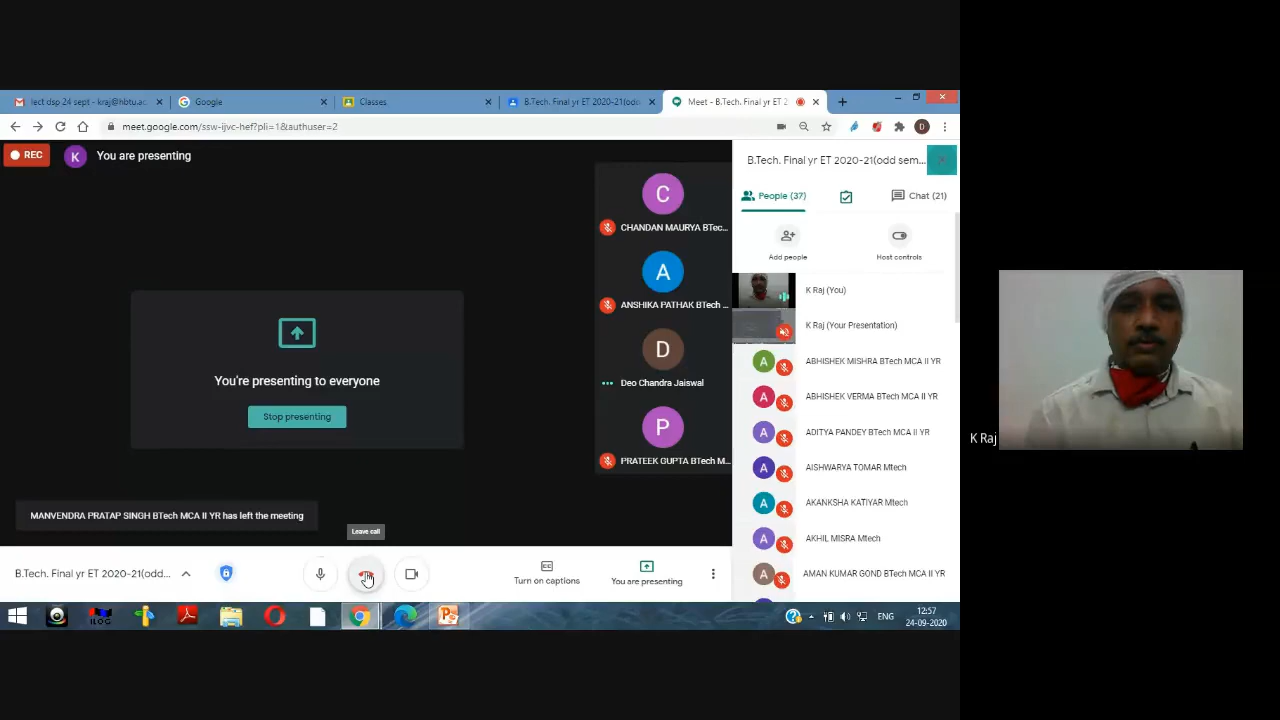 lect dsp 24 sept - kraj@hbtu.ac
Google
Classes
B.Tech. Final yr ET 2020-21(odd
Meet - B.Tech. Final yr ET 2
meet.google.com/ssw-ijvc-hef?pli=1&authuser=2
D
REC
K
You are presenting
B.Tech. Final yr ET 2020-21(odd sem...
People (37)
Chat (21)
Add people
Host controls
C
CHANDAN MAURYA BTec...
A
ANSHIKA PATHAK BTech ...
D
Deo Chandra Jaiswal
P
PRATEEK GUPTA BTech M...
You're presenting to everyone
Stop presenting
K Raj (You)
K Raj (Your Presentation)
A
ABHISHEK MISHRA BTech MCA II YR
A
ABHISHEK VERMA BTech MCA II YR
A
ADITYA PANDEY BTech MCA II YR
A
AISHWARYA TOMAR Mtech
A
AKANKSHA KATIYAR Mtech
A
AKHIL MISRA Mtech
A
AMAN KUMAR GOND BTech MCA II YR
MANVENDRA PRATAP SINGH BTech MCA II YR has left the meeting
Leave call
B.Tech. Final yr ET 2020-21(odd...
CC
Turn on captions
You are presenting
ILOG
ENG
12:57
24-09-2020
K Raj